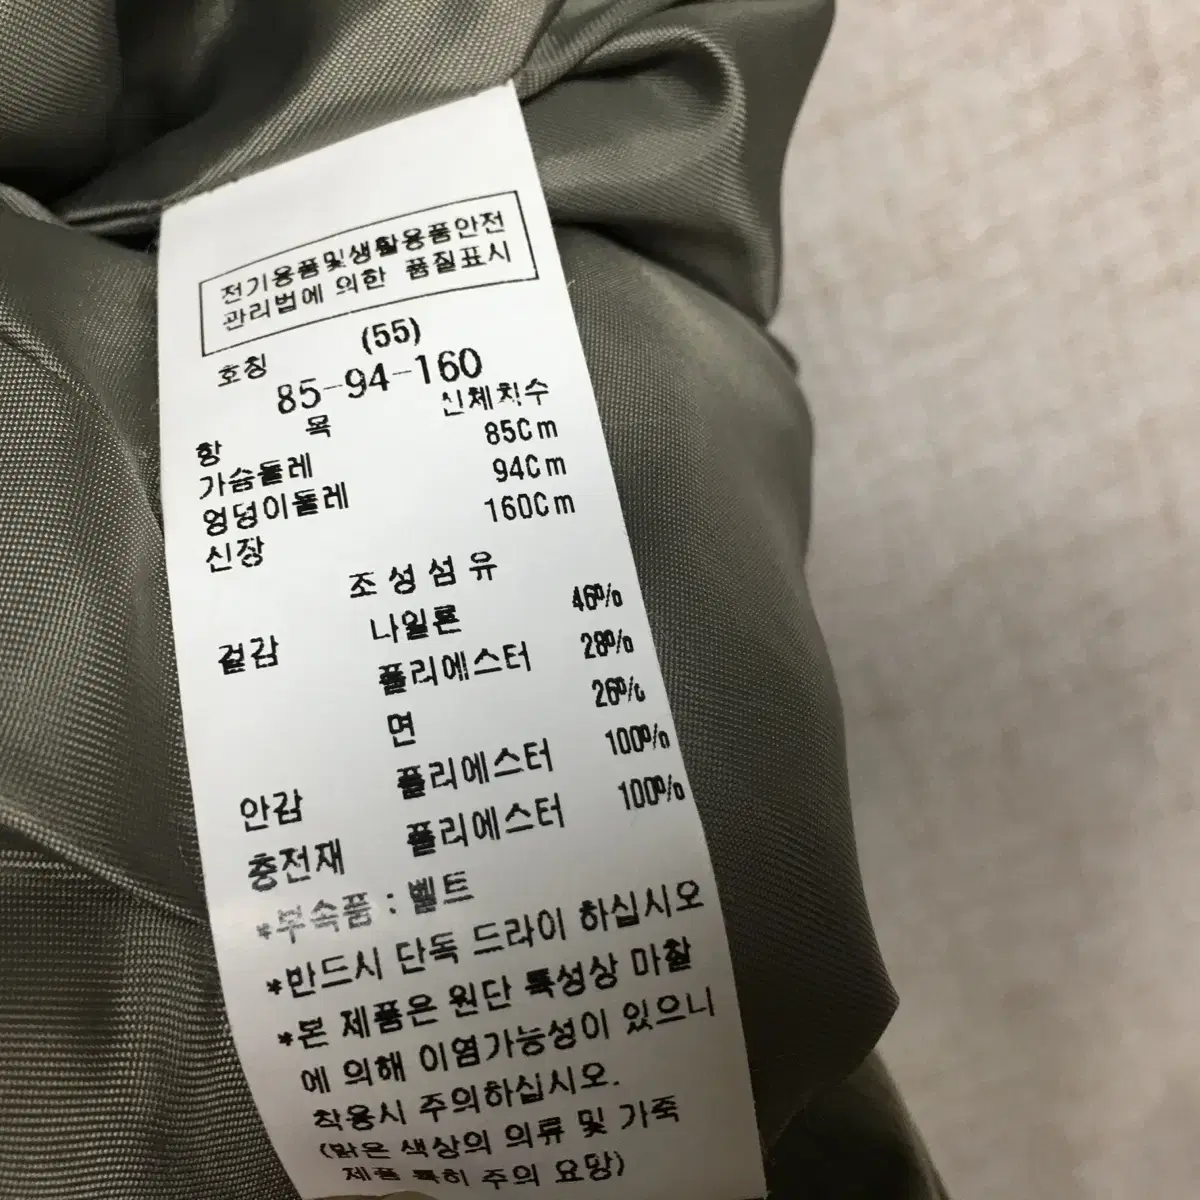 전기용품및생활용품안전
관리법에 의한 품질표시
호칭 (55)
85-94-160
항 목 신체치수
가슴둘레 85Cm
엉덩이둘레 94Cm
신장 160Cm
조성섬유
겉감 나일론 46%
폴리에스터 28%
면 26%
안감 폴리에스터 100%
충전재 폴리에스터 100%
*부속품 : 벨트
*반드시 단독 드라이 하십시오
*본 제품은 원단 특성상 마찰
에 의해 이염가능성이 있으니
착용시 주의하십시오.
(밝은 색상의 의류 및 가죽
제품 특히 주의 요망)